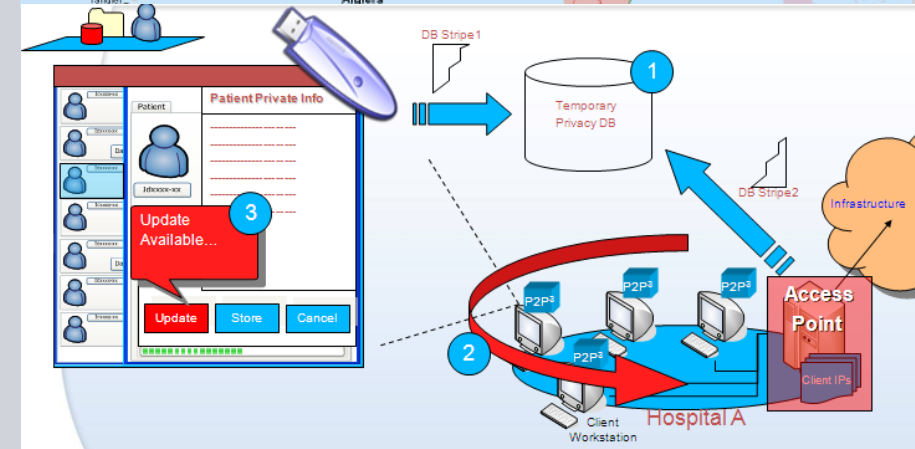 DB Stripe1
1
Patient Private Info
Patient
Temporary
Privacy DB
DB Stripe2
Infrastructure
3
Update
Available...
P2P³
P2P³
P2P³
Access
Point
Update
Store
Cancel
2
P2P³
Client IPs
Client
Workstation
Hospital A